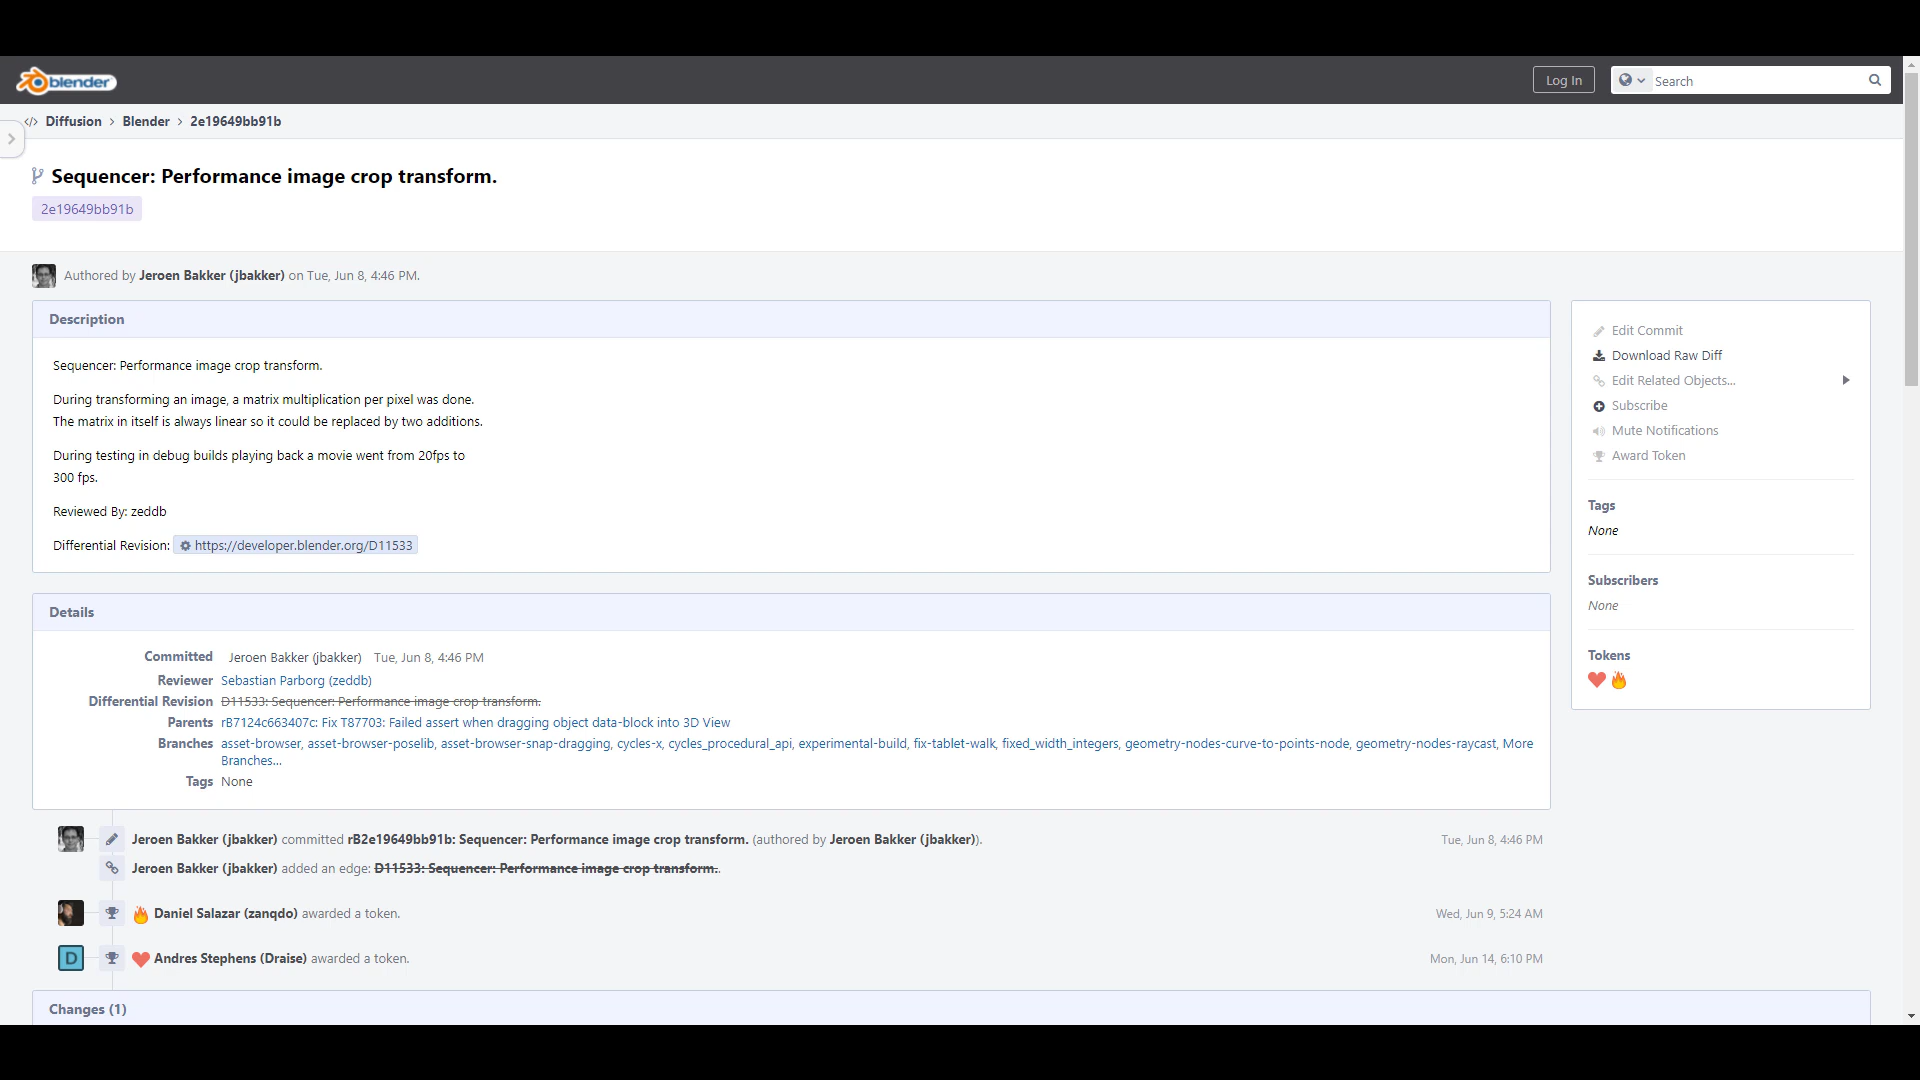 blender
Log In
Search
Diffusion > Blender > 2e19649bb91b
Sequencer: Performance image crop transform.
2e19649bb91b
Authored by Jeroen Bakker (jbakker) on Tue, Jun 8, 4:46 PM.
Description
Sequencer: Performance image crop transform.
During transforming an image, a matrix multiplication per pixel was done.
The matrix in itself is always linear so it could be replaced by two additions.
During testing in debug builds playing back a movie went from 20fps to
300 fps.
Reviewed By: zeddb
Differential Revision: https://developer.blender.org/D11533
Edit Commit
Download Raw Diff
Edit Related Objects...
Subscribe
Mute Notifications
Award Token
Tags
None
Subscribers
None
Tokens
Details
Committed Jeroen Bakker (jbakker) Tue, Jun 8, 4:46 PM
Reviewer Sebastian Parborg (zeddb)
Differential Revision D11533: Sequencer: Performance image crop transform.
Parents rB7124c663407c: Fix T87703: Failed assert when dragging object data-block into 3D View
Branches asset-browser, asset-browser-poselib, asset-browser-snap-dragging, cycles-x, cycles_procedural_api, experimental-build, fix-tablet-walk, fixed_width_integers, geometry-nodes-curve-to-points-node, geometry-nodes-raycast, More
Branches...
Tags None
Jeroen Bakker (jbakker) committed rB2e19649bb91b: Sequencer: Performance image crop transform. (authored by Jeroen Bakker (jbakker)). Tue, Jun 8, 4:46 PM
Jeroen Bakker (jbakker) added an edge: D11533: Sequencer: Performance image crop transform..
Daniel Salazar (zanqdo) awarded a token. Wed, Jun 9, 5:24 AM
D Andres Stephens (Draise) awarded a token. Mon, Jun 14, 6:10 PM
Changes (1)